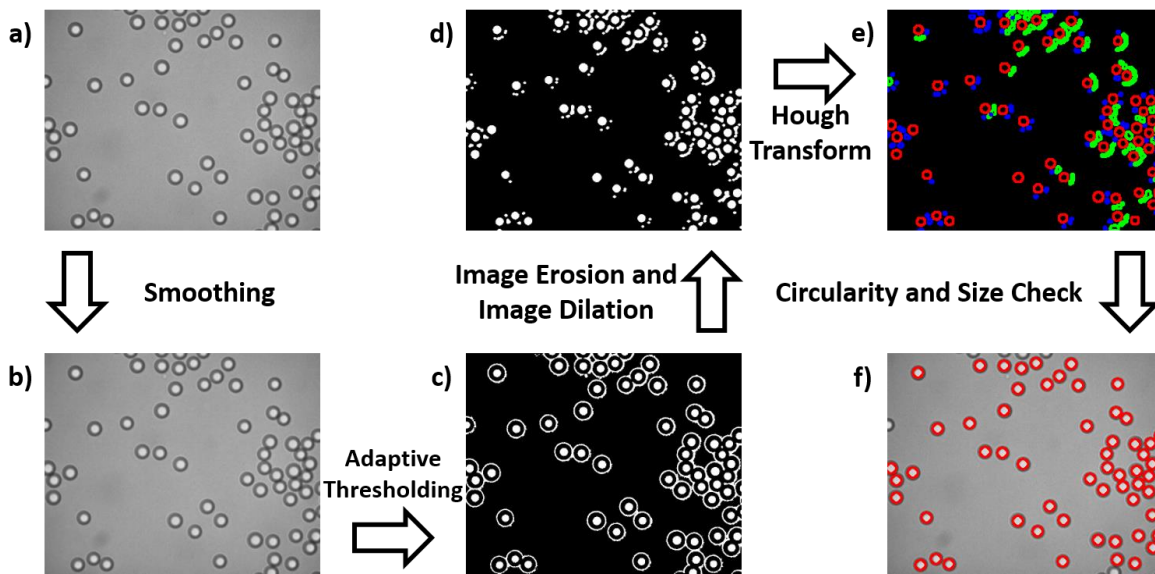 a)
d)
e)
Hough
Transform
Smoothing
Image Erosion and
Image Dilation
Circularity and Size Check
b)
c)
f)
Adaptive
Thresholding